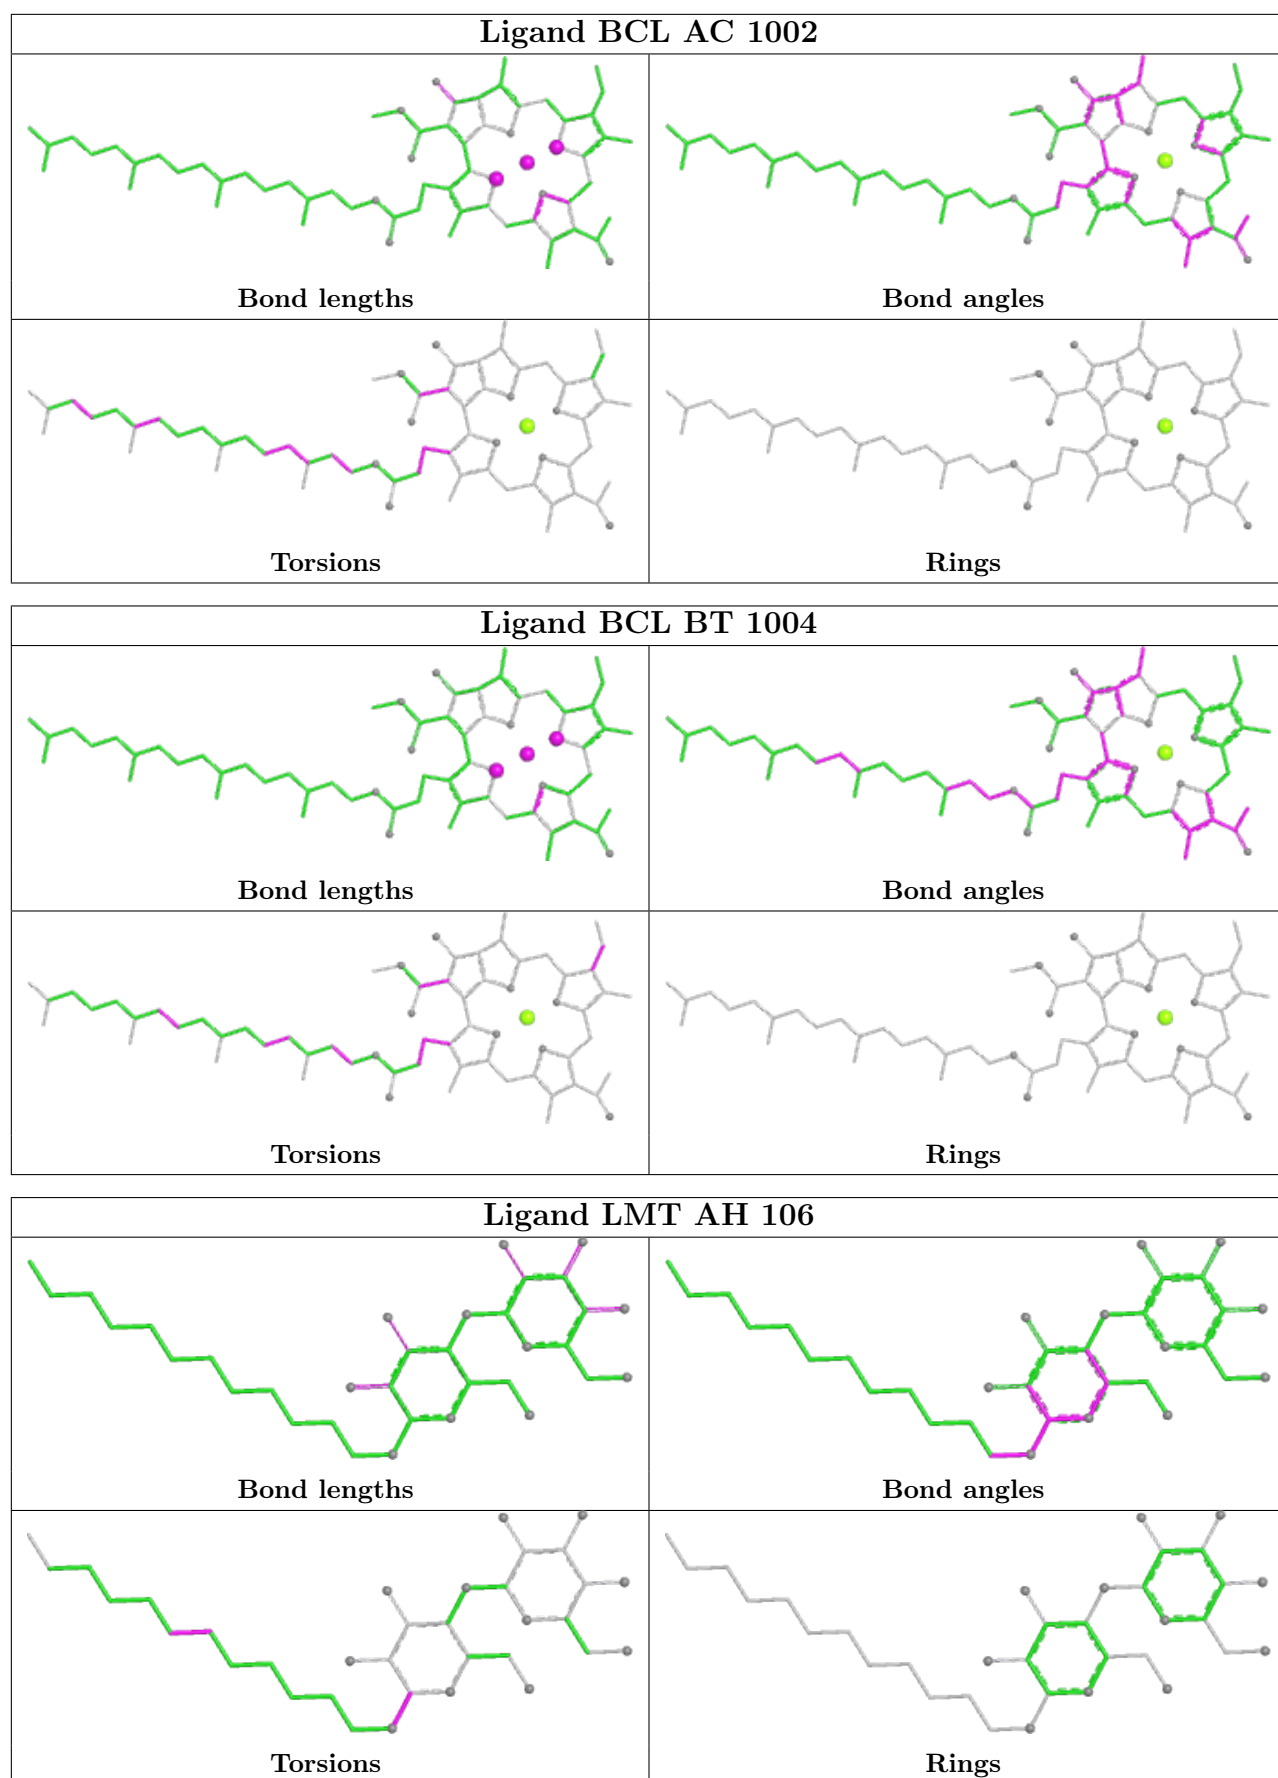 Ligand BCL AC 1002
Bond lengths
Bond angles
Torsions
Rings
Ligand BCL BT 1004
Bond lengths
Bond angles
Torsions
Rings
Ligand LMT AH 106
Bond lengths
Bond angles
Torsions
Rings